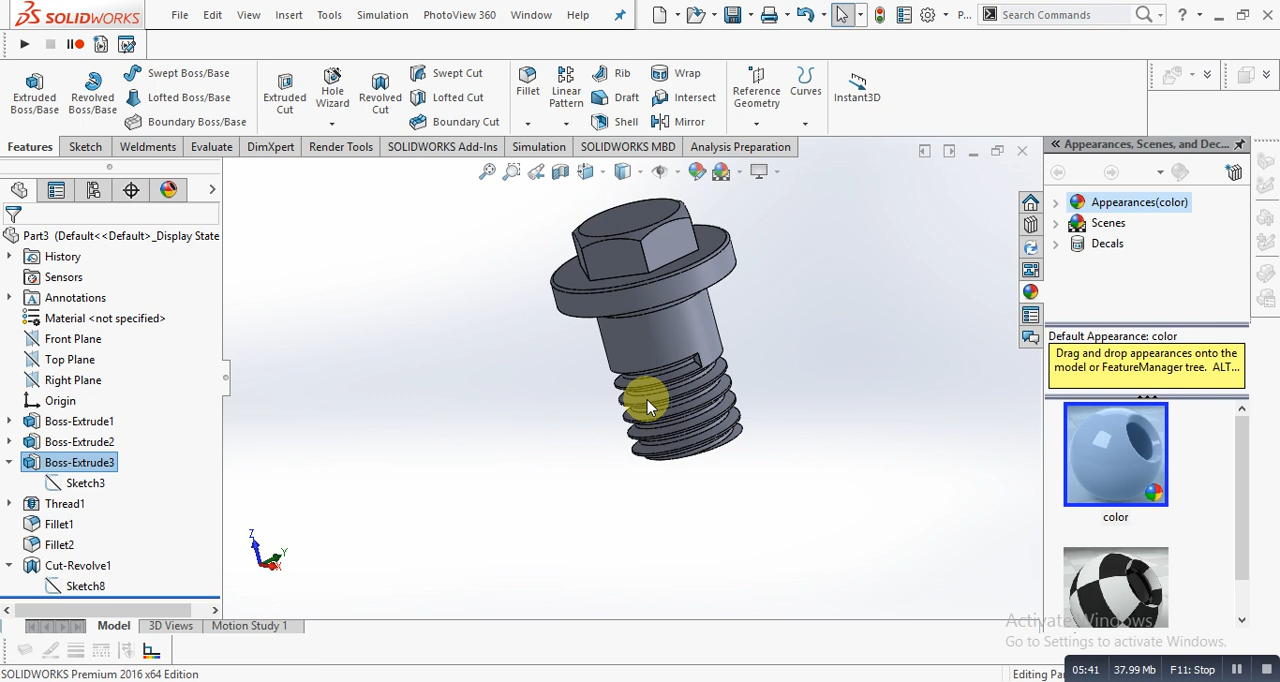 SOLIDWORKS File Edit View Insert Tools Simulation PhotoView 360 Window Help P... Search Commands ?
Swept Boss/Base Swept Cut Rib Wrap
Extruded Boss/Base Revolved Boss/Base Lofted Boss/Base Extruded Cut Hole Wizard Revolved Cut Lofted Cut Fillet Linear Pattern Draft Intersect Reference Geometry Curves Instant3D
Boundary Boss/Base Boundary Cut Shell Mirror
Features Sketch Weldments Evaluate DimXpert Render Tools SOLIDWORKS Add-Ins Simulation SOLIDWORKS MBD Analysis Preparation
Appearances, Scenes, and Dec...
Part3 (Default<<Default>_Display State
History
Sensors
Annotations
Material <not specified>
Front Plane
Top Plane
Right Plane
Origin
Boss-Extrude1
Boss-Extrude2
Boss-Extrude3
Sketch3
Thread1
Fillet1
Fillet2
Cut-Revolve1
Sketch8
Z
Y
X
Appearances(color)
Scenes
Decals
Default Appearance: color
Drag and drop appearances onto the
model or FeatureManager tree. ALT...
color
Model 3D Views Motion Study 1
Activate Windows
Go to Settings to activate Windows.
SOLIDWORKS Premium 2016 x64 Edition
Editing Pa
05:41 37.99 Mb F11: Stop